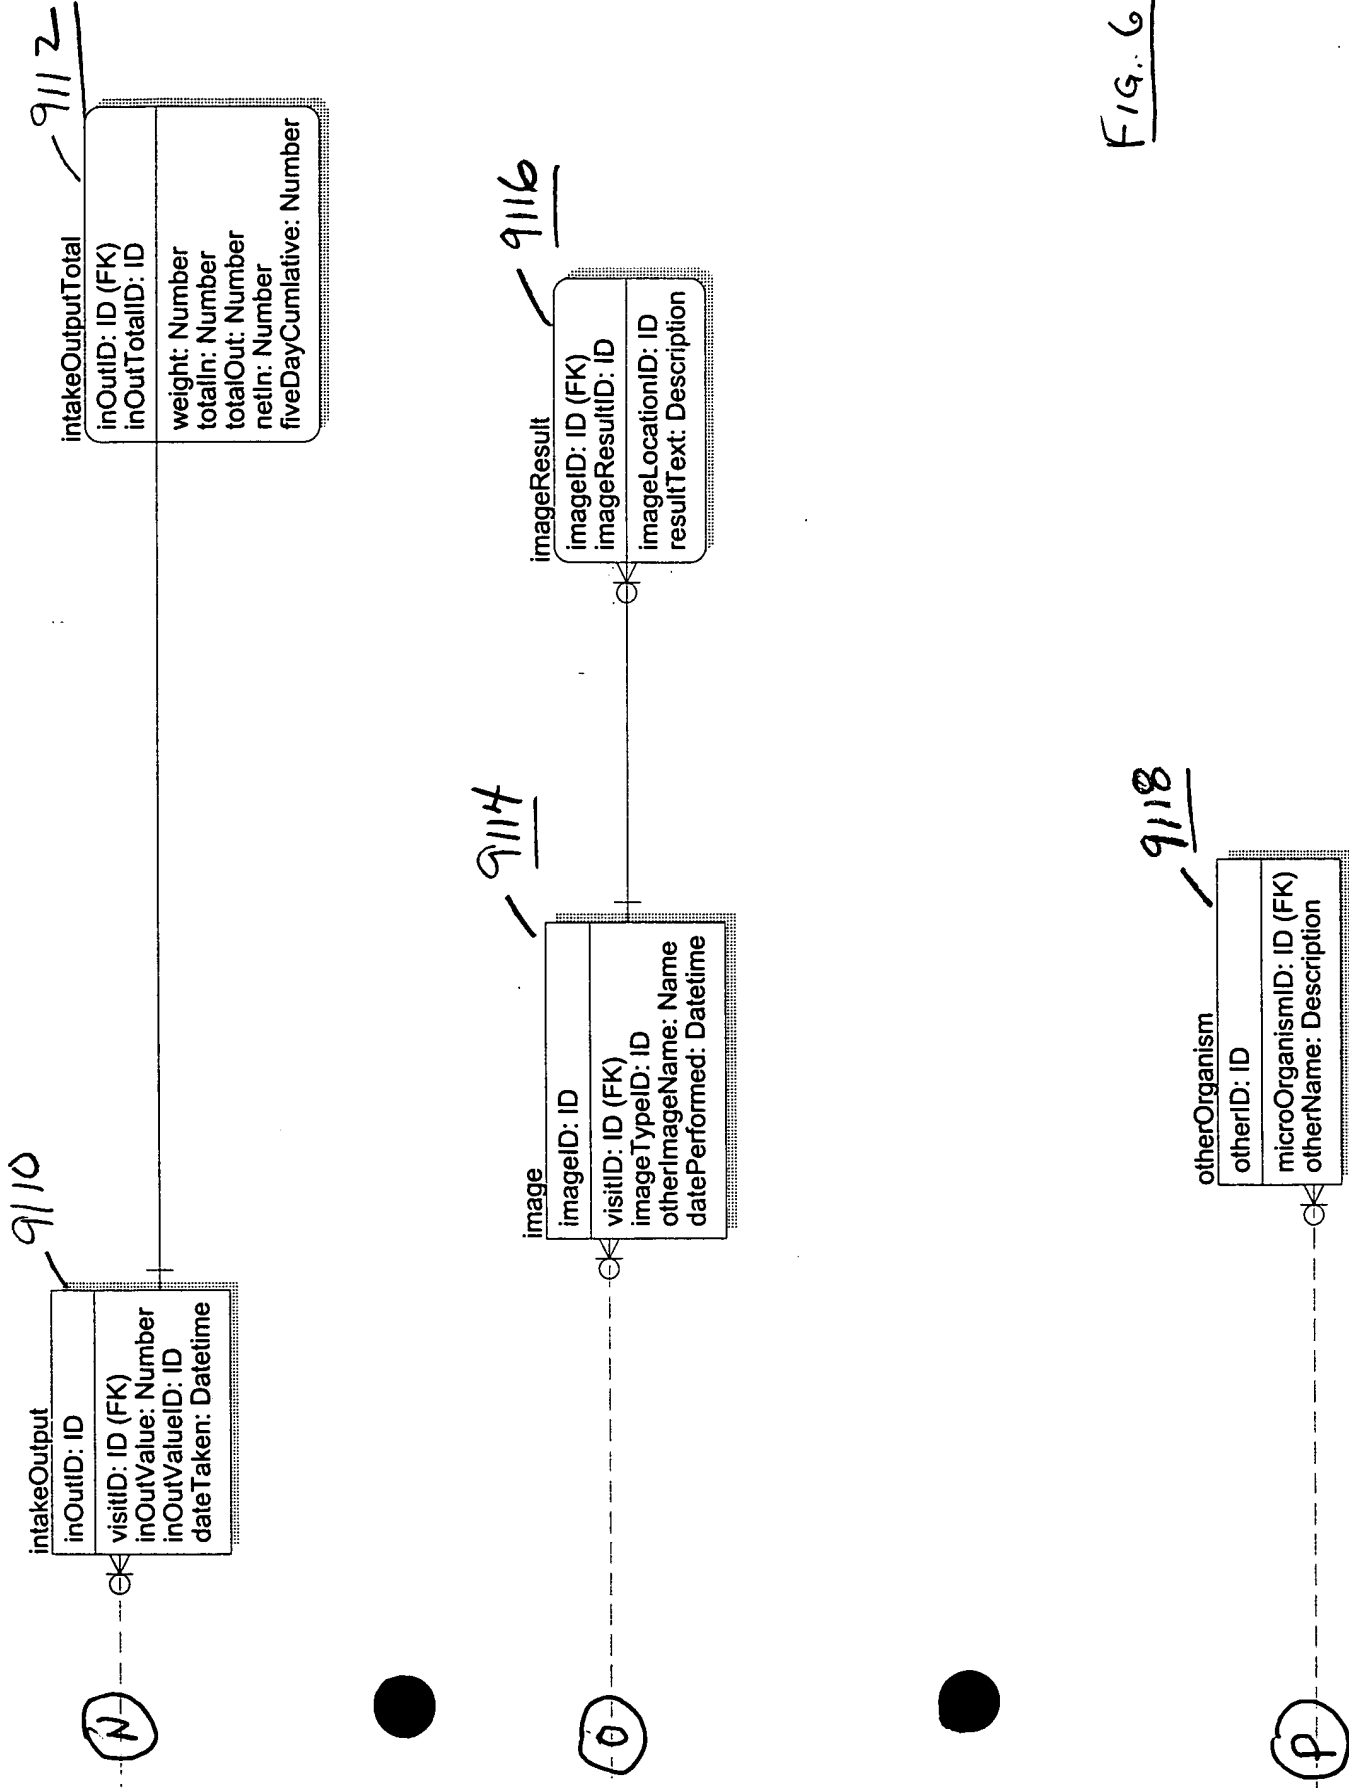 9110
intakeOutput
inOutID: ID
visitID: ID (FK)
inOutValue: Number
inOutValueID: ID
dateTaken: Datetime
N
9112
intakeOutputTotal
inOutID: ID (FK)
inOutTotalID: ID
weight: Number
totalIn: Number
totalOut: Number
netIn: Number
fiveDayCumlative: Number
9114
image
imageID: ID
visitID: ID (FK)
imageTypeID: ID
otherImageName: Name
datePerformed: Datetime
O
9116
imageResult
imageID: ID (FK)
imageResultID: ID
imageLocationID: ID
resultText: Description
9118
otherOrganism
otherID: ID
microOrganismID: ID (FK)
otherName: Description
P
FIG. 6